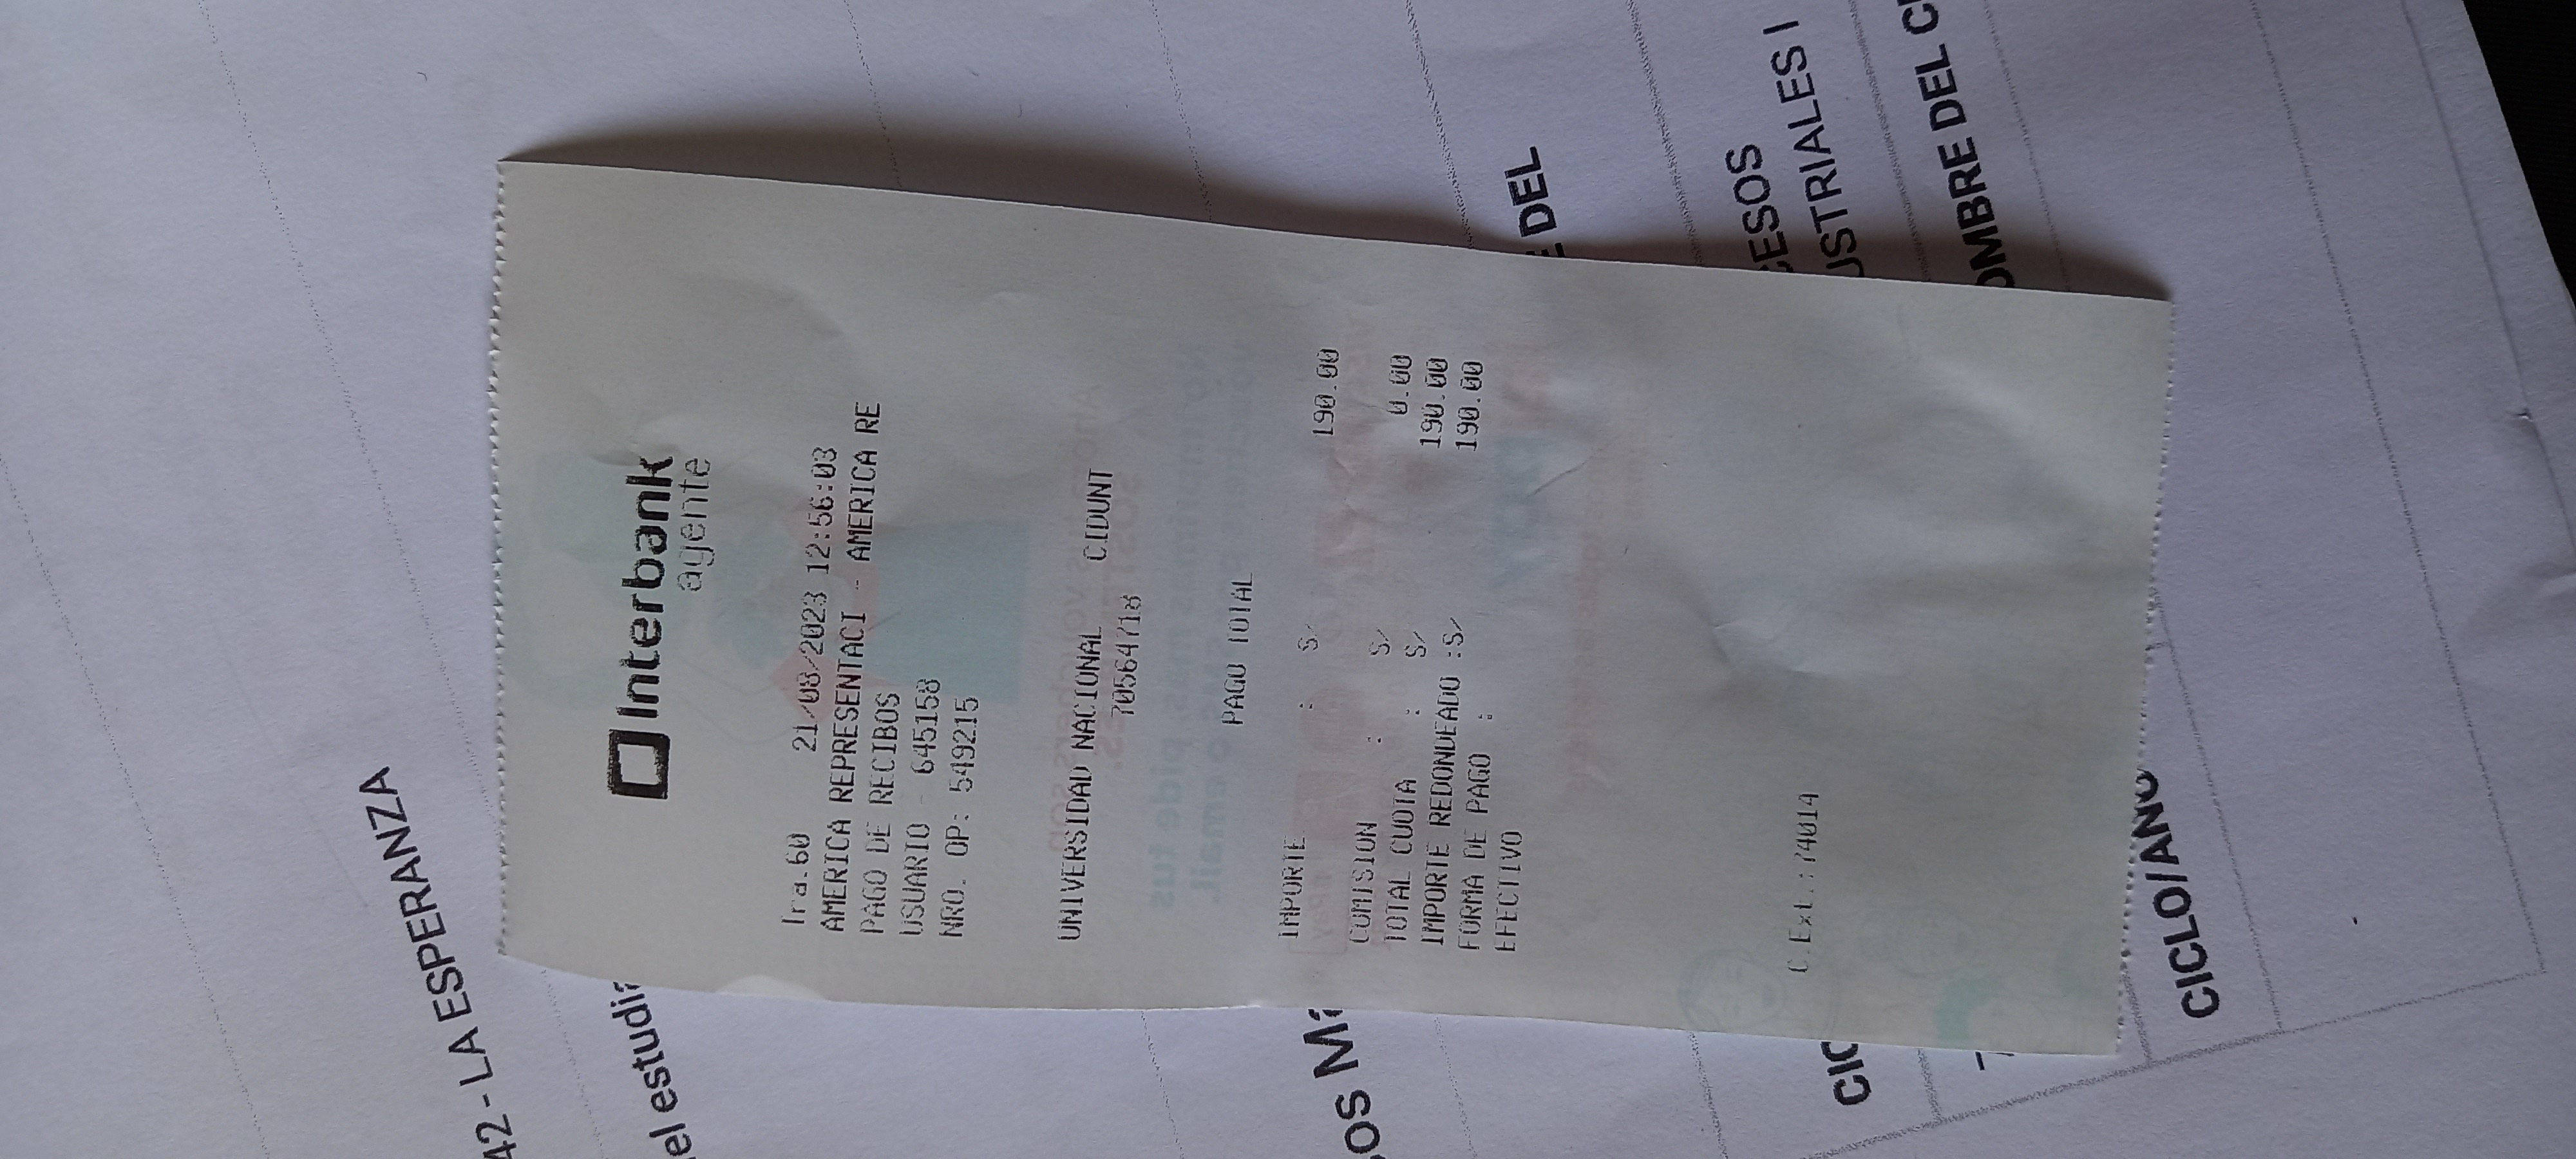 Interbank
agente
Tra.60 21/08/2023 12:56:03
AMERICA REPRESENTACI - AMERICA RE
PAGO DE RECIBOS
USUARIO - 645158
NRO. OP: 549215
UNIVERSIDAD NACIONAL CIDUNT
70564718
PAGO TOTAL
IMPORTE : S/ 190.00
COMISION : S/ 0.00
TOTAL CUOTA : S/ 190.00
IMPORTE REDONDEADO :S/ 190.00
FORMA DE PAGO :
EFECTIVO
C.Ext.:74014
42 - LA ESPERANZA
el estudia
E DEL
CESOS
USTRIALES I
OMBRE DEL C
CIC
CICLO/AÑO